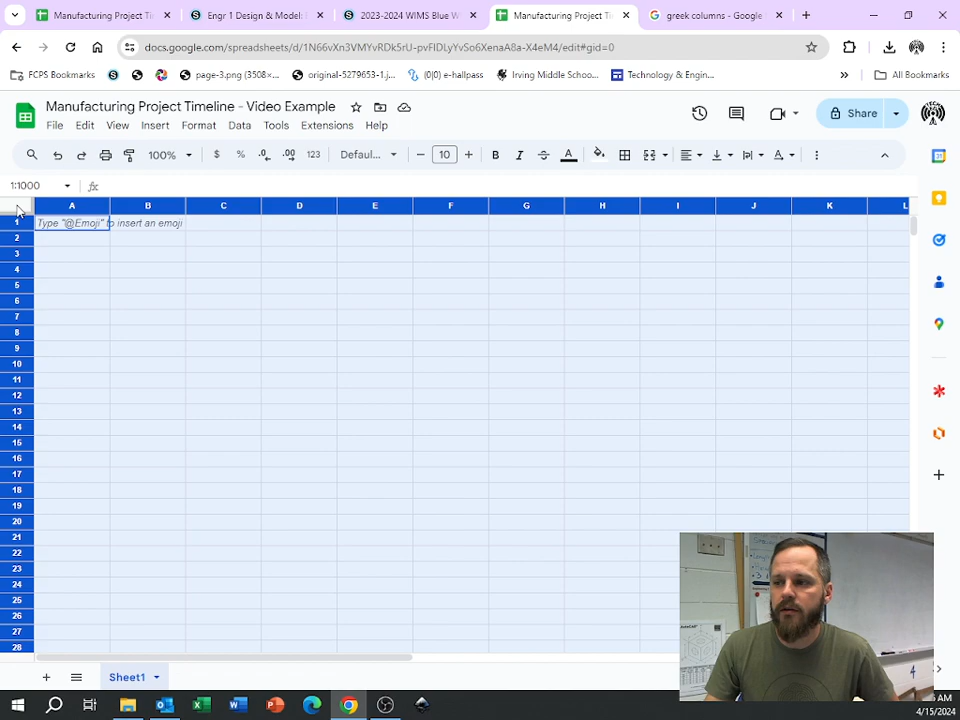 Manufacturing Project Ti
Engr 1 Design & Model:
2023-2024 WIMS Blue W
Manufacturing Project Ti
greek columns - Google
docs.google.com/spreadsheets/d/1N66vXn3VMYvRDk5rU-pvFlDLyYvSo6XenaA8a-X4eM4/edit#gid=0
FCPS Bookmarks
page-3.png (3508×...
original-5279653-1.j...
(0|0) e-hallpass
Irving Middle Schoo...
Technology & Engin...
»
All Bookmarks
Manufacturing Project Timeline - Video Example
Share
File Edit View Insert Format Data Tools Extensions Help
100% $ % .0 .00 123 Defaul... − 10 + B I S A
1:1000 fx
A B C D E F G H I J K L
1 Type "@Emoji" to insert an emoji
2
3
4
5
6
7
8
9
10
11
12
13
14
15
16
17
18
19
20
21
22
23
24
25
26
27
28
AutoCAD
Sheet1
4/15/2024